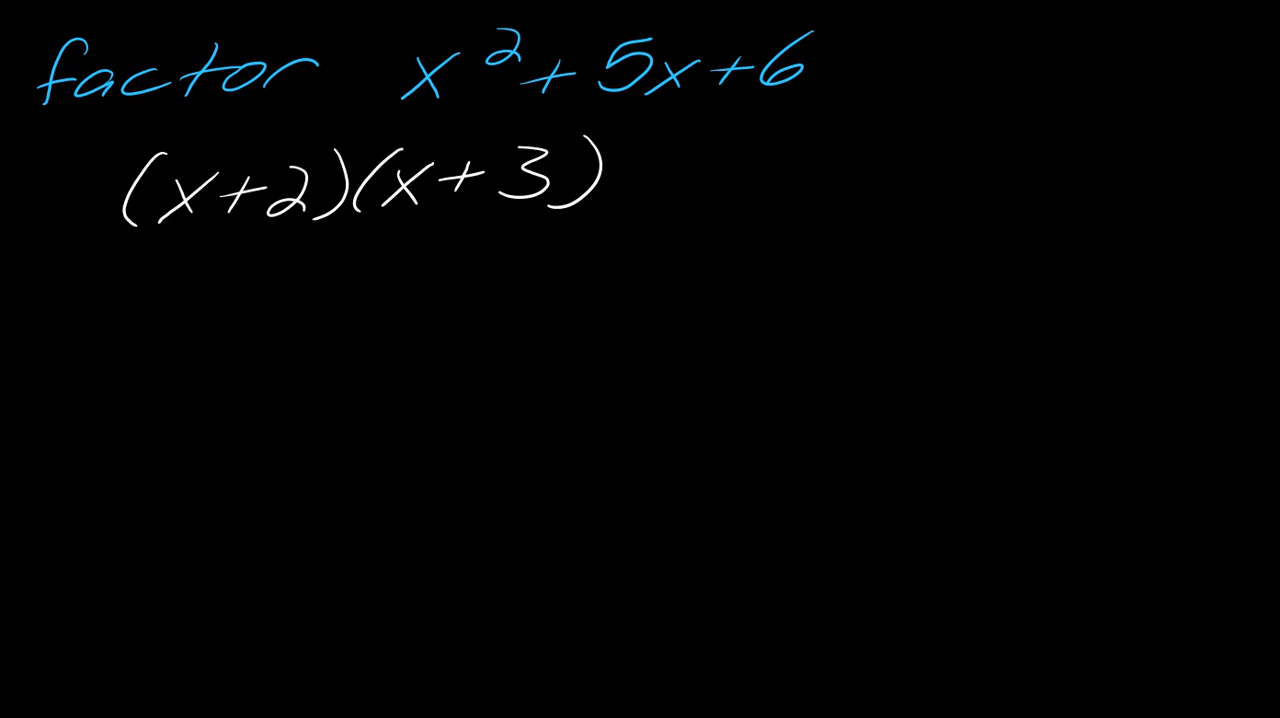 factor x² + 5x + 6
(x+2)(x+3)